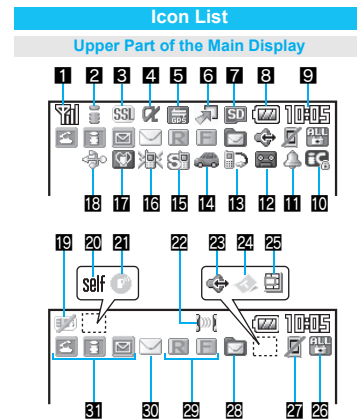 Icon List
Upper Part of the Main Display
1 2 3 4 5 6 7 8 9
SSL α GPS SD 10:05
R F ALL
S iC
18 17 16 15 14 13 12 11 10
19 20 21 22 23 24 25
self
10:05
R F ALL
31 30 29 28 27 26